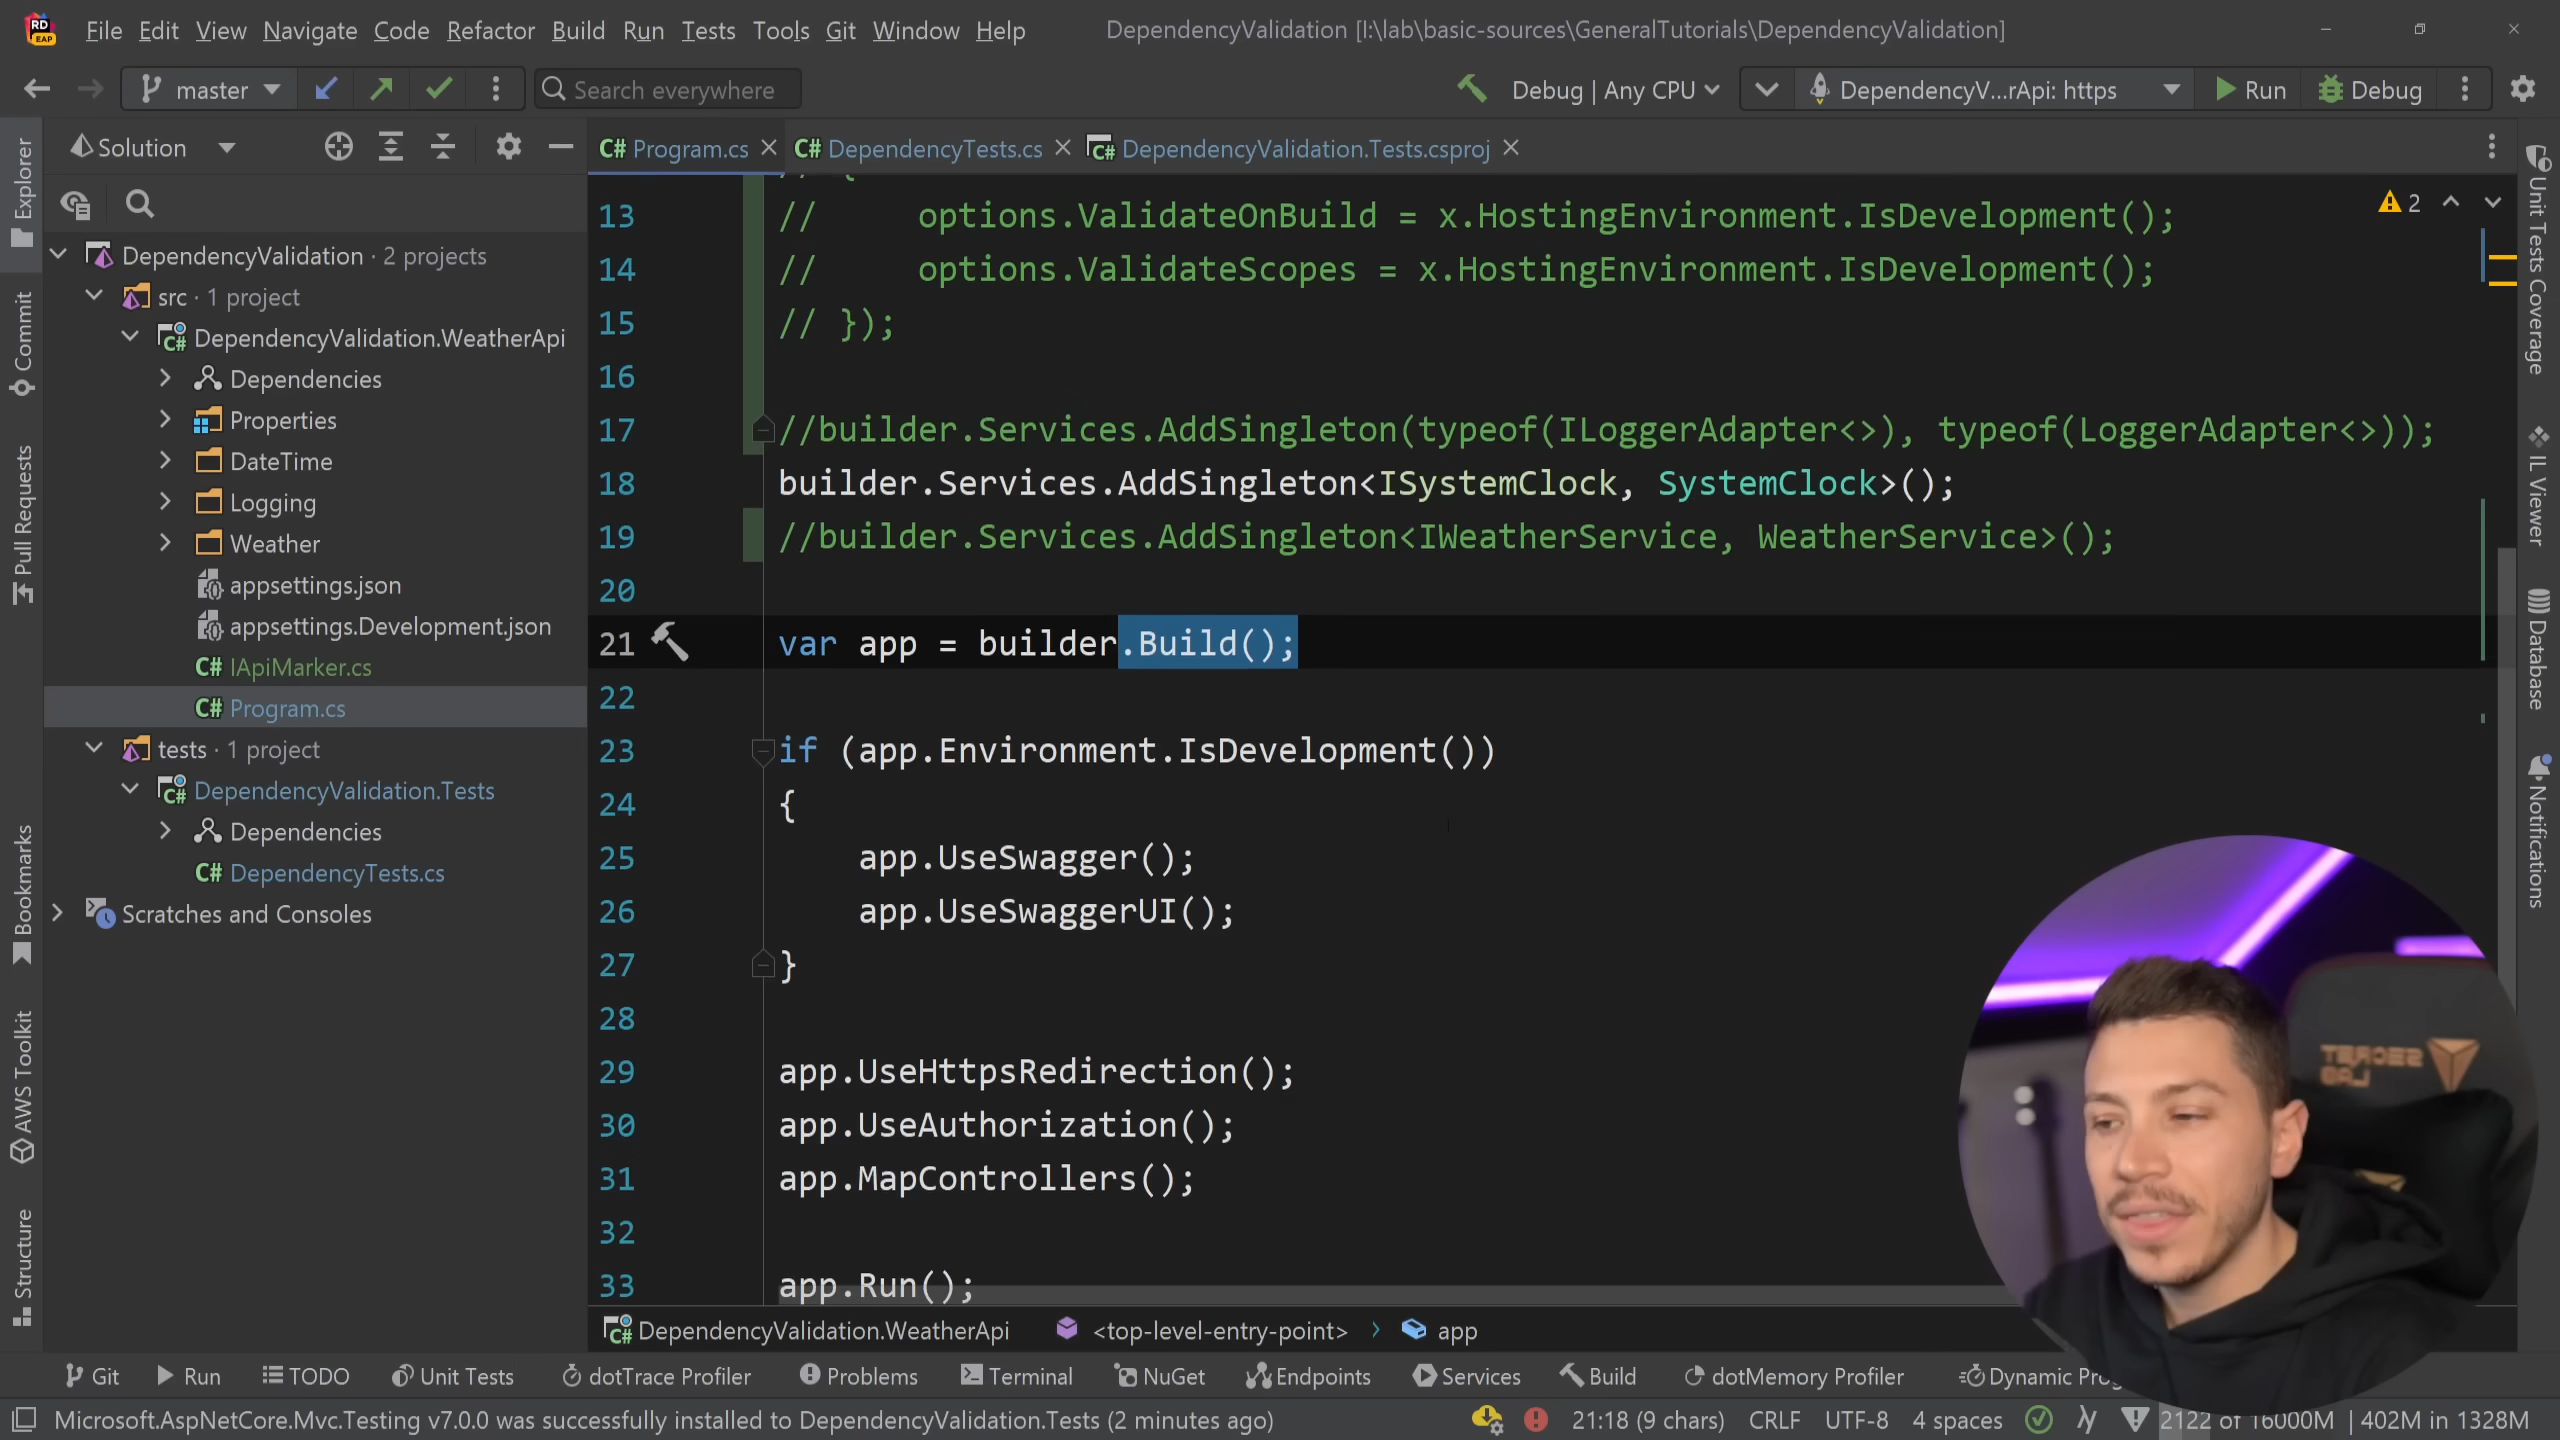 File Edit View Navigate Code Refactor Build Run Tests Tools Git Window Help DependencyValidation [I:\lab\basic-sources\GeneralTutorials\DependencyValidation]
master Search everywhere Debug | Any CPU DependencyV...rApi: https Run Debug
Solution
Program.cs DependencyTests.cs DependencyValidation.Tests.csproj
Explorer
Commit
Pull Requests
Bookmarks
AWS Toolkit
Structure
DependencyValidation · 2 projects
src · 1 project
DependencyValidation.WeatherApi
Dependencies
Properties
DateTime
Logging
Weather
appsettings.json
appsettings.Development.json
C# IApiMarker.cs
C# Program.cs
tests · 1 project
DependencyValidation.Tests
Dependencies
C# DependencyTests.cs
Scratches and Consoles
13 // options.ValidateOnBuild = x.HostingEnvironment.IsDevelopment();
14 // options.ValidateScopes = x.HostingEnvironment.IsDevelopment();
15 // });
16
17 //builder.Services.AddSingleton(typeof(ILoggerAdapter<>), typeof(LoggerAdapter<>));
18 builder.Services.AddSingleton<ISystemClock, SystemClock>();
19 //builder.Services.AddSingleton<IWeatherService, WeatherService>();
20
21 var app = builder.Build();
22
23 if (app.Environment.IsDevelopment())
24 {
25 app.UseSwagger();
26 app.UseSwaggerUI();
27 }
28
29 app.UseHttpsRedirection();
30 app.UseAuthorization();
31 app.MapControllers();
32
33 app.Run();
2
Unit Tests Coverage
IL Viewer
Database
Notifications
DependencyValidation.WeatherApi <top-level-entry-point> app
Git Run TODO Unit Tests dotTrace Profiler Problems Terminal NuGet Endpoints Services Build dotMemory Profiler Dynamic
Microsoft.AspNetCore.Mvc.Testing v7.0.0 was successfully installed to DependencyValidation.Tests (2 minutes ago) 21:18 (9 chars) CRLF UTF-8 4 spaces 2122 of 16000M | 402M in 1328M